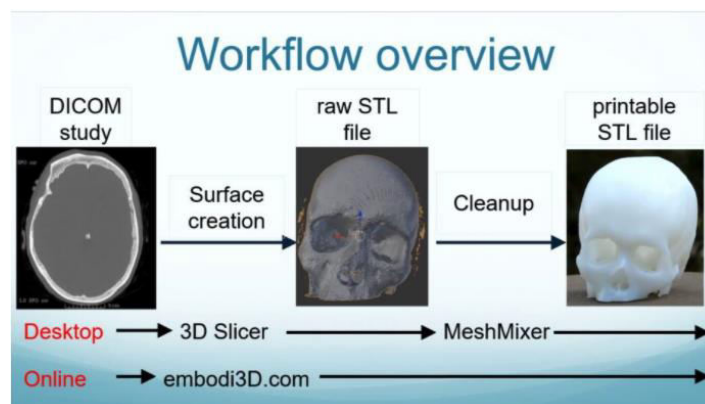 Workflow overview
DICOM
study
raw STL
file
printable
STL file
Surface
creation
Cleanup
Desktop
3D Slicer
MeshMixer
Online
embodi3D.com